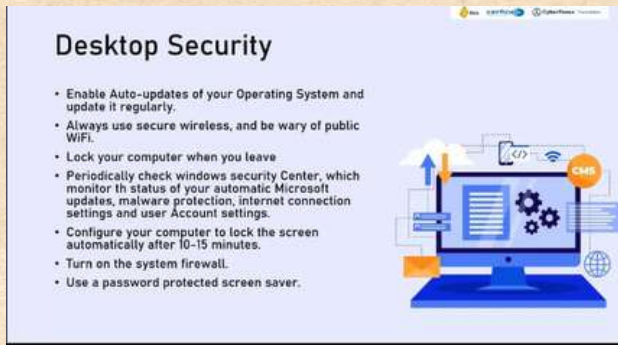 Desktop Security
• Enable Auto-updates of your Operating System and
update it regularly.
• Always use secure wireless, and be wary of public
WiFi.
• Lock your computer when you leave
• Periodically check windows security Center, which
monitor th status of your automatic Microsoft
updates, malware protection, internet connection
settings and user Account settings.
• Configure your computer to lock the screen
automatically after 10-15 minutes.
• Turn on the system firewall.
• Use a password protected screen saver.
</>
CMS